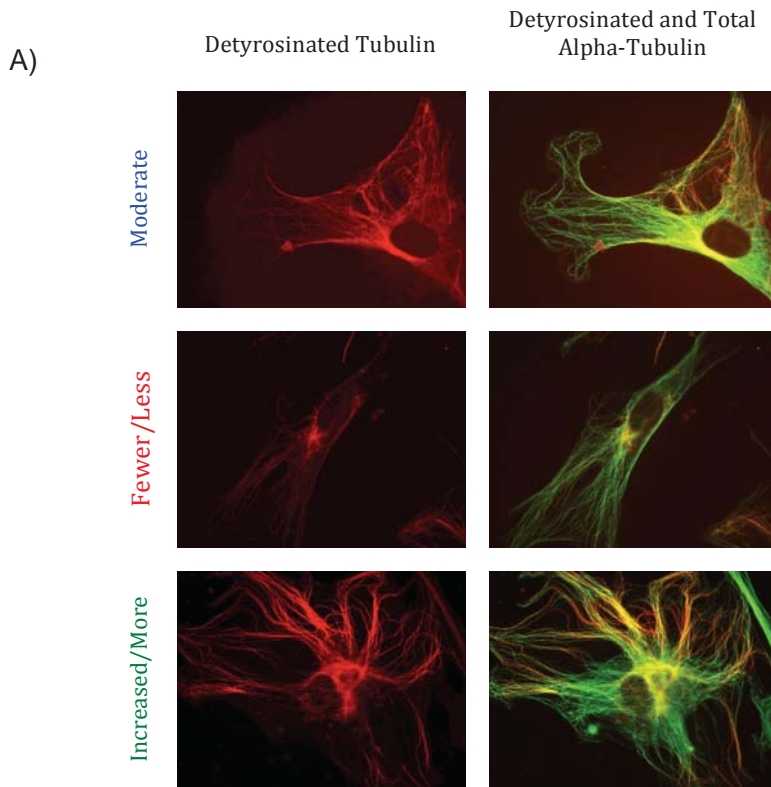 A)
Detyrosinated Tubulin
Detyrosinated and Total
Alpha-Tubulin
Moderate
Fewer/Less
Increased/More